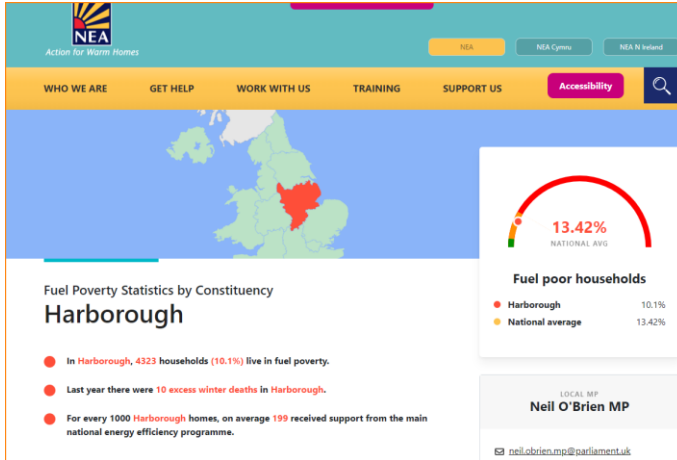 NEA
Action for Warm Homes
NEA
NEA Cymru
NEA N Ireland
WHO WE ARE
GET HELP
WORK WITH US
TRAINING
SUPPORT US
Accessibility
13.42%
NATIONAL AVG
Fuel poor households
Harborough 10.1%
National average 13.42%
Fuel Poverty Statistics by Constituency
Harborough
In Harborough, 4323 households (10.1%) live in fuel poverty.
Last year there were 10 excess winter deaths in Harborough.
For every 1000 Harborough homes, on average 199 received support from the main
national energy efficiency programme.
LOCAL MP
Neil O'Brien MP
neil.obrien.mp@parliament.uk